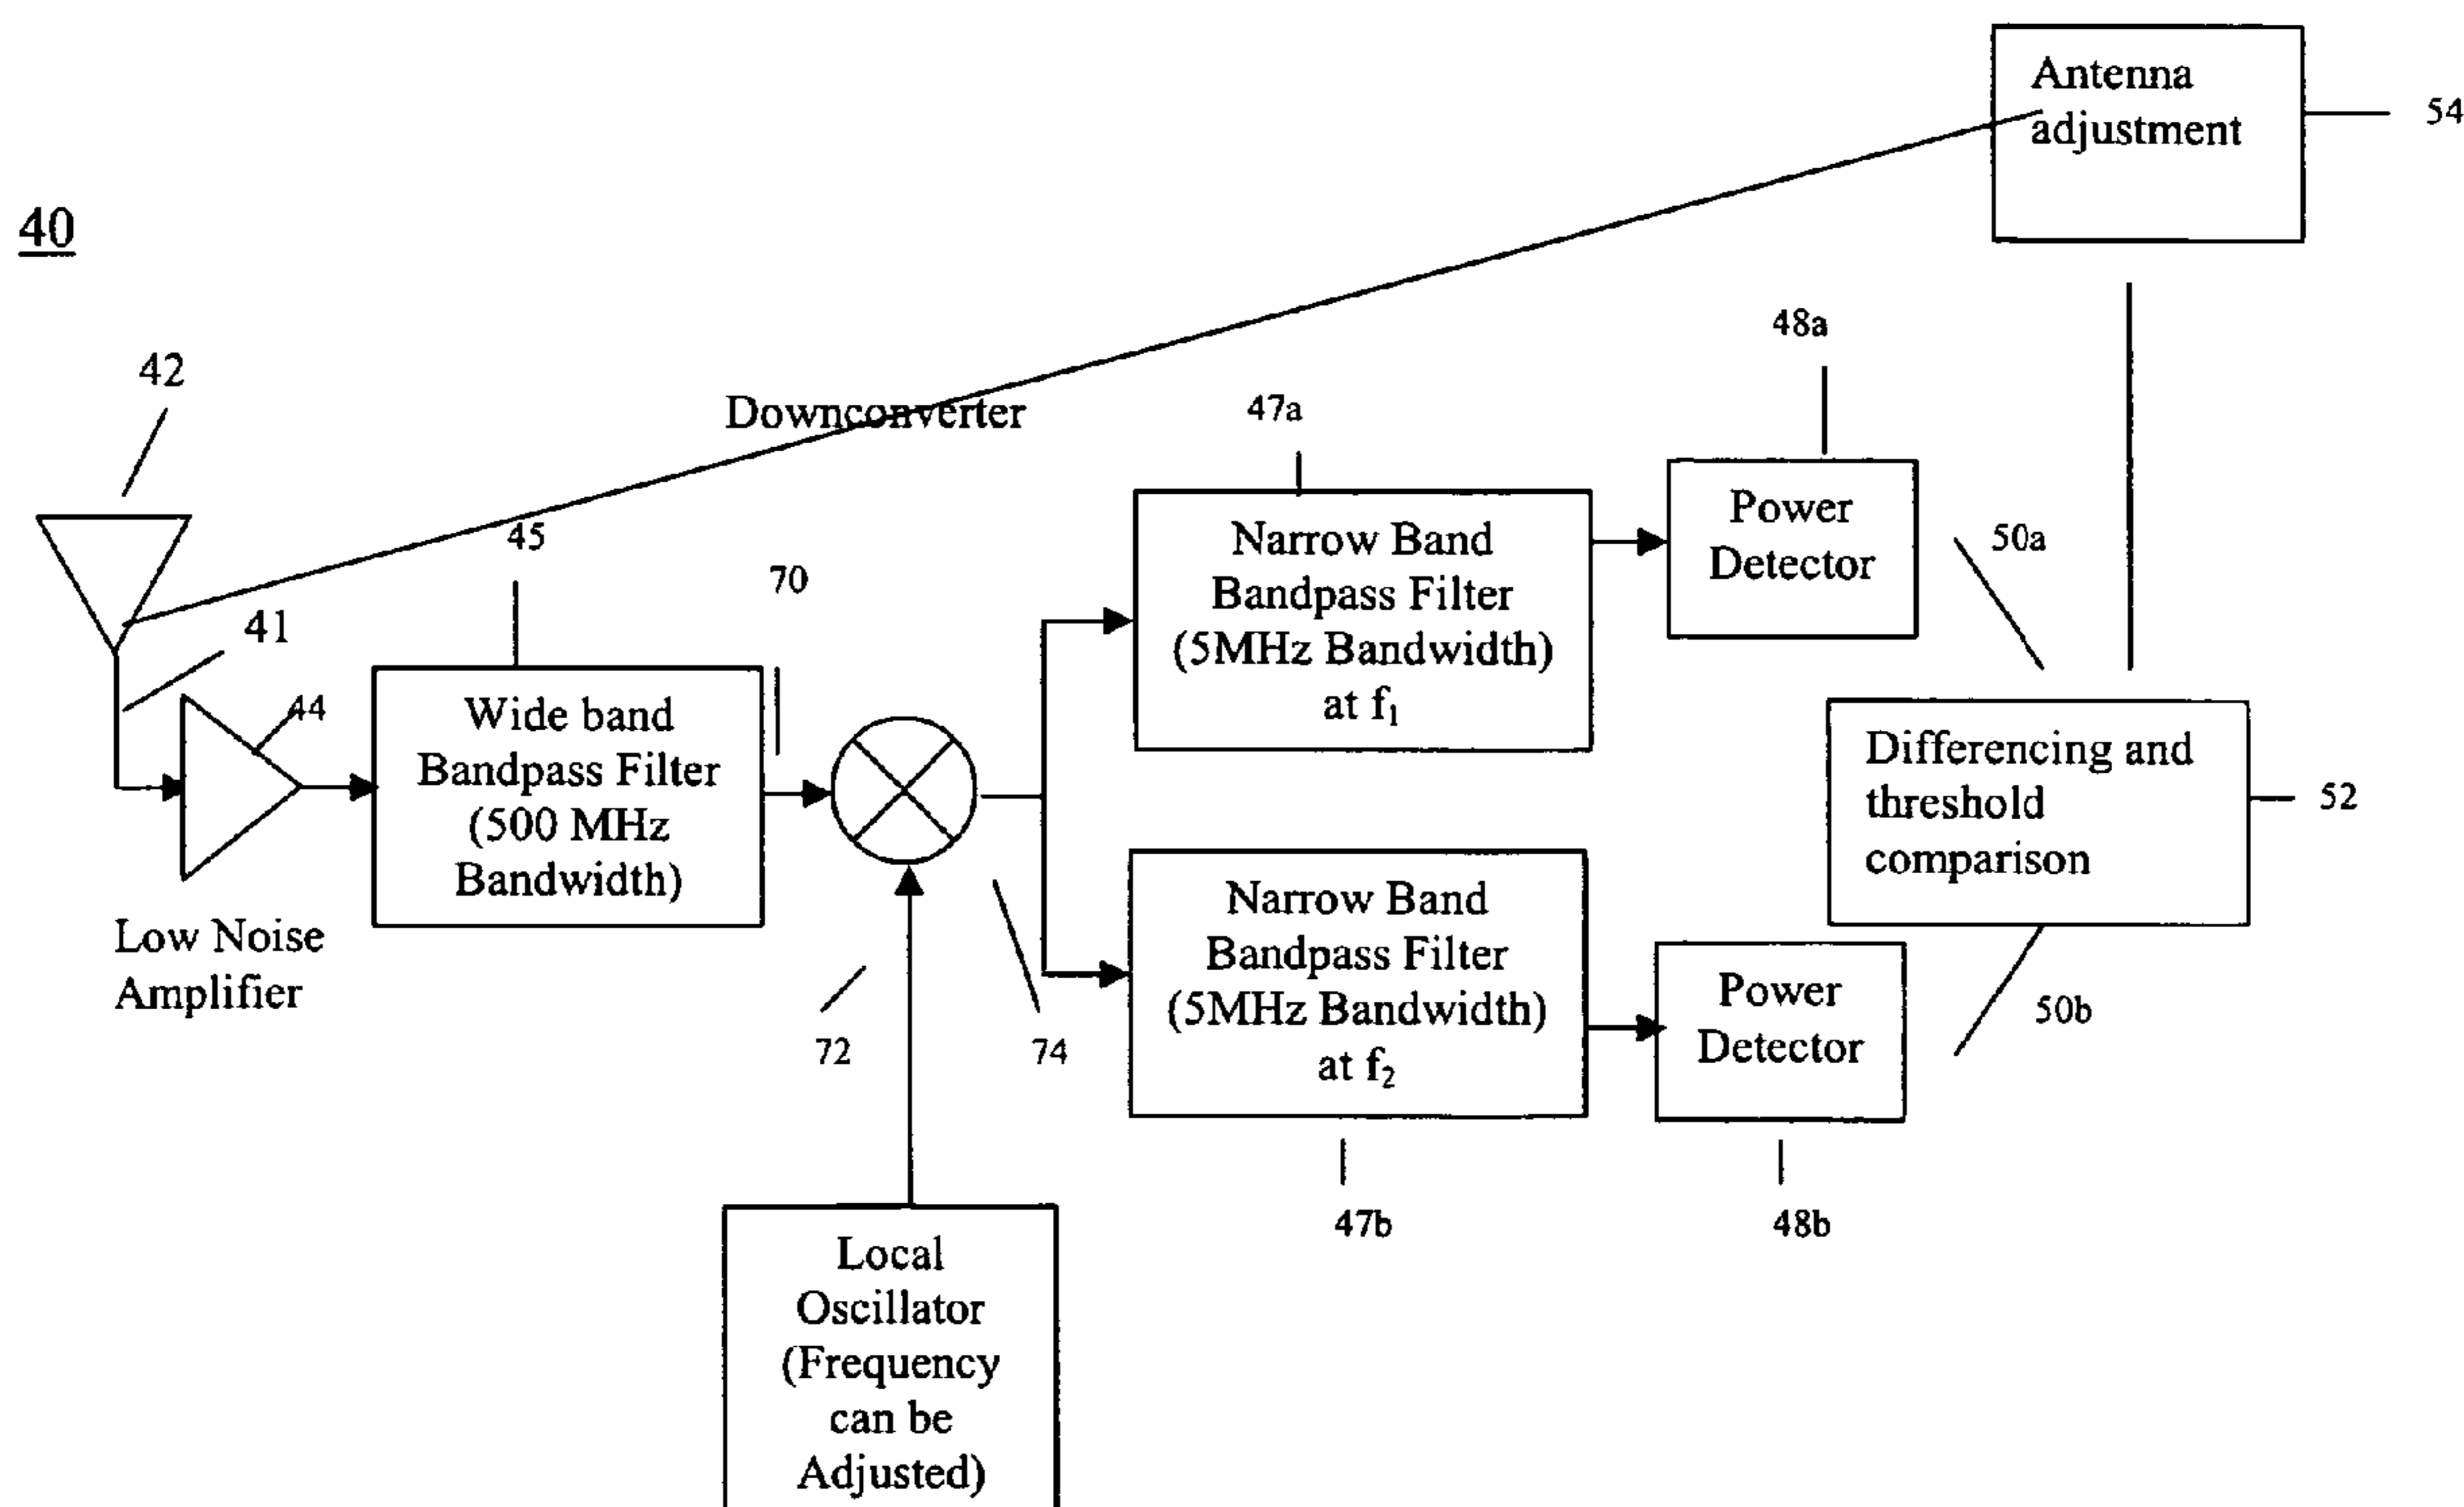 Antenna
adjustment
54
40
48a
42
Downconverter
47a
Power
Detector
45
50a
Narrow Band
Bandpass Filter
(5MHz Bandwidth)
at f₁
70
41
44
Wide band
Bandpass Filter
(500 MHz
Bandwidth)
Differencing and
threshold
comparison
52
Low Noise
Amplifier
Narrow Band
Bandpass Filter
(5MHz Bandwidth)
at f₂
Power
Detector
50b
72
74
47b
48b
Local
Oscillator
(Frequency
can be
Adjusted)